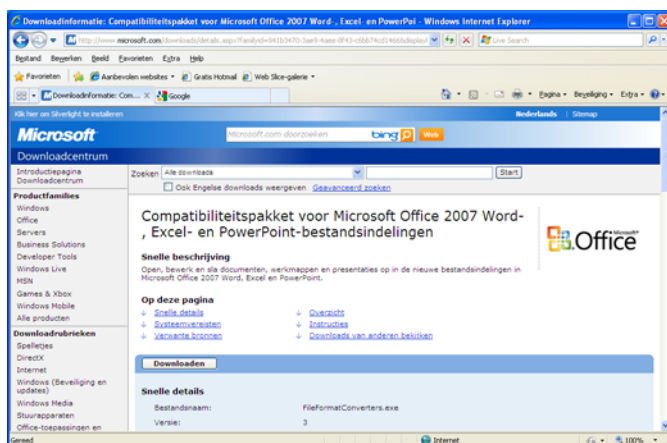 Downloadinformatie: Compatibiliteitspakket voor Microsoft Office 2007 Word-, Excel- en PowerPoi - Windows Internet Explorer
Live Search
Bestand Bewerken Beeld Favorieten Extra Help
Favorieten Aanbevolen websites Gratis Hotmail Web Slice-galerie
Downloadinformatie: Com... Google Pagina Beveiliging Extra
Klik hier om Silverlight te installeren Nederlands Sitemap
Microsoft Microsoft.com doorzoeken bing Web
Downloadcentrum
Introductiepagina Downloadcentrum
Zoeken Alle downloads Start
Ook Engelse downloads weergeven Geavanceerd zoeken
Productfamilies
Windows
Office
Servers
Business Solutions
Developer Tools
Windows Live
MSN
Games & Xbox
Windows Mobile
Alle producten
Downloadrubrieken
Spelletjes
DirectX
Internet
Windows (Beveiliging en
updates)
Windows Media
Stuurapparaten
Office-toepassingen en
Compatibiliteitspakket voor Microsoft Office 2007 Word-
, Excel- en PowerPoint-bestandsindelingen
Microsoft Office
Snelle beschrijving
Open, bewerk en sla documenten, werkmappen en presentaties op in de nieuwe bestandsindelingen in
Microsoft Office 2007 Word, Excel en PowerPoint.
Op deze pagina
Snelle details Overzicht
Systeemvereisten Instructies
Verwante bronnen Downloads van anderen bekijken
Downloaden
Snelle details
Bestandsnaam: FileFormatConverters.exe
Versie: 3
Gereed Internet 100%